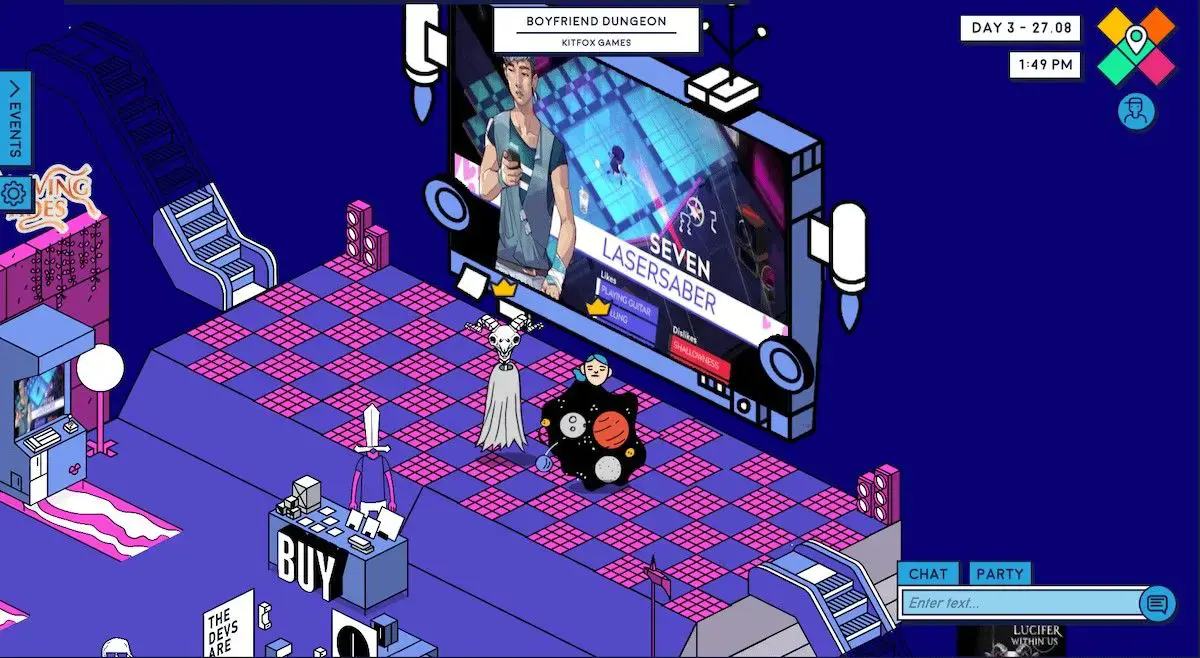 BOYFRIEND DUNGEON
KITFOX GAMES
DAY 3 - 27.08
1:49 PM
EVENTS
SEVEN
LASERSABER
Likes
PLAYING GUITAR
Dislikes
SHALLOWNESS
BUY
THE
DEVS
ARE
CHAT
PARTY
Enter text...
LUCIFER
WITHIN US